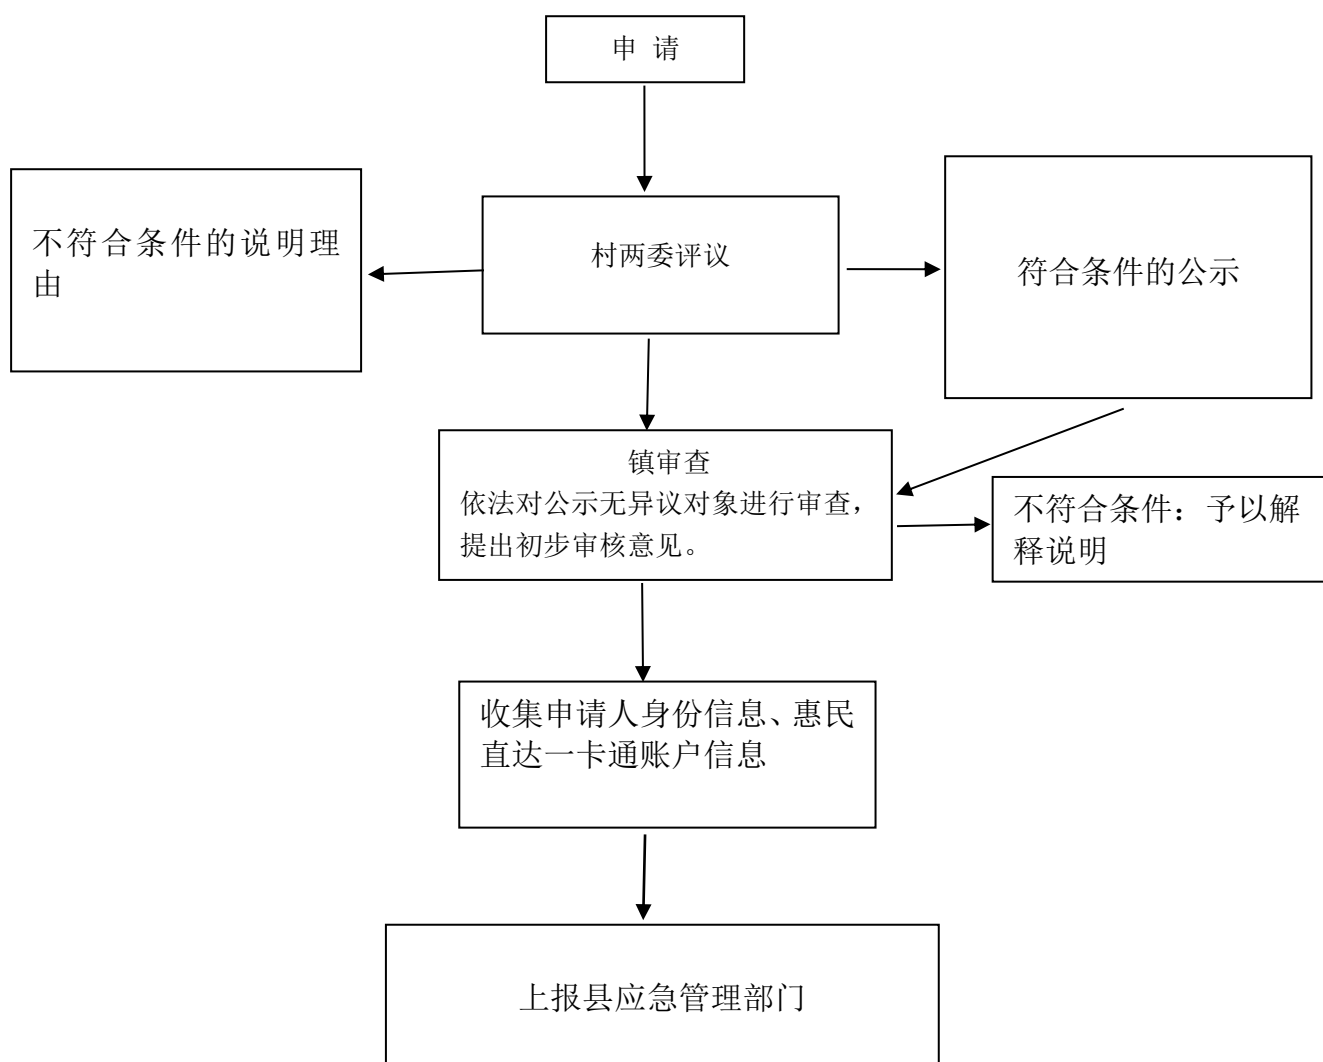 申 请
村两委评议
不符合条件的说明理
由
符合条件的公示
镇审查
依法对公示无异议对象进行审查，
提出初步审核意见。
不符合条件：予以解
释说明
收集申请人身份信息、惠民
直达一卡通账户信息
上报县应急管理部门